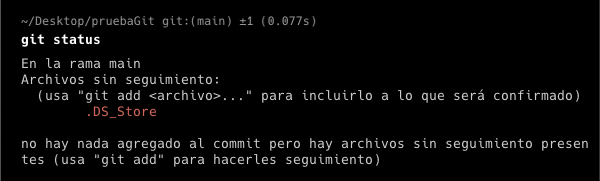 ~/Desktop/pruebaGit git:(main) ±1 (0.077s)
git status
En la rama main
Archivos sin seguimiento:
  (usa "git add <archivo>..." para incluirlo a lo que será confirmado)
        .DS_Store

no hay nada agregado al commit pero hay archivos sin seguimiento presen
tes (usa "git add" para hacerles seguimiento)